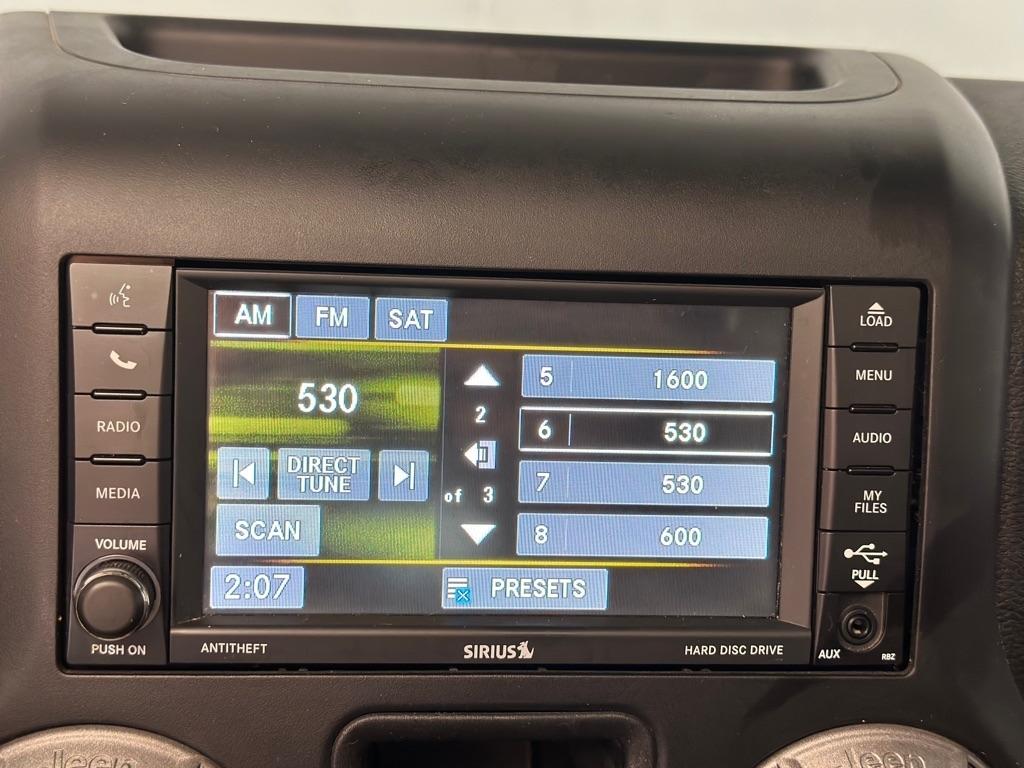 AM FM SAT
LOAD
530
2
of 3
5 1600
6 530
7 530
8 600
DIRECT
TUNE
SCAN
2:07
PRESETS
RADIO
MEDIA
VOLUME
PUSH ON
MENU
AUDIO
MY
FILES
PULL
AUX
RBZ
ANTITHEFT
SIRIUS
HARD DISC DRIVE
Jeep
Jeep